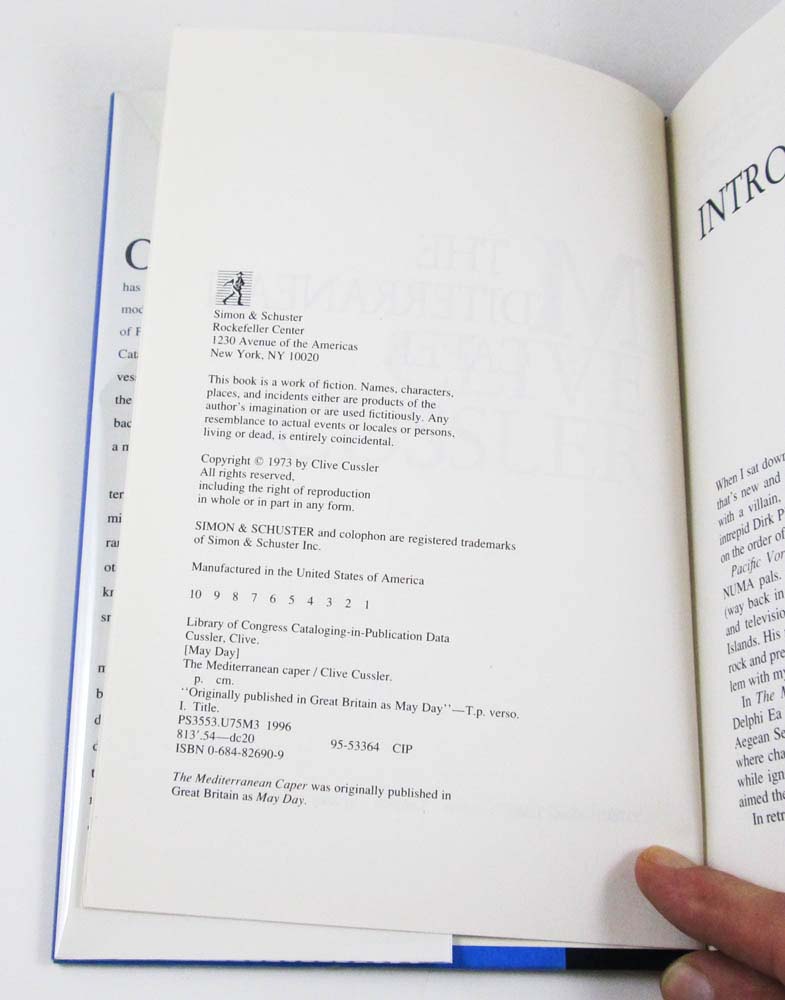 Simon & Schuster
Rockefeller Center
1230 Avenue of the Americas
New York, NY 10020
This book is a work of fiction. Names, characters,
places, and incidents either are products of the
author's imagination or are used fictitiously. Any
resemblance to actual events or locales or persons,
living or dead, is entirely coincidental.
Copyright © 1973 by Clive Cussler
All rights reserved,
including the right of reproduction
in whole or in part in any form.
SIMON & SCHUSTER and colophon are registered trademarks
of Simon & Schuster Inc.
Manufactured in the United States of America
10 9 8 7 6 5 4 3 2 1
Library of Congress Cataloging-in-Publication Data
Cussler, Clive.
[May Day]
The Mediterranean caper / Clive Cussler.
p. cm.
"Originally published in Great Britain as May Day"—T.p. verso.
I. Title.
PS3553.U75M3 1996
813'.54—dc20
95-53364 CIP
ISBN 0-684-82690-9
The Mediterranean Caper was originally published in
Great Britain as May Day.
INTRO
When I sat down
that's new and
with a villain,
intrepid Dirk P
on the order of
Pacific Vor
NUMA pals.
(way back in
and televisio
Islands. His
rock and pre
lem with my
In The M
Delphi Ea
Aegean Se
where cha
while ign
aimed the
In retr
has
mod
of F
Cat
ves
the
bac
a m
ter
mi
rar
ot
kr
sr